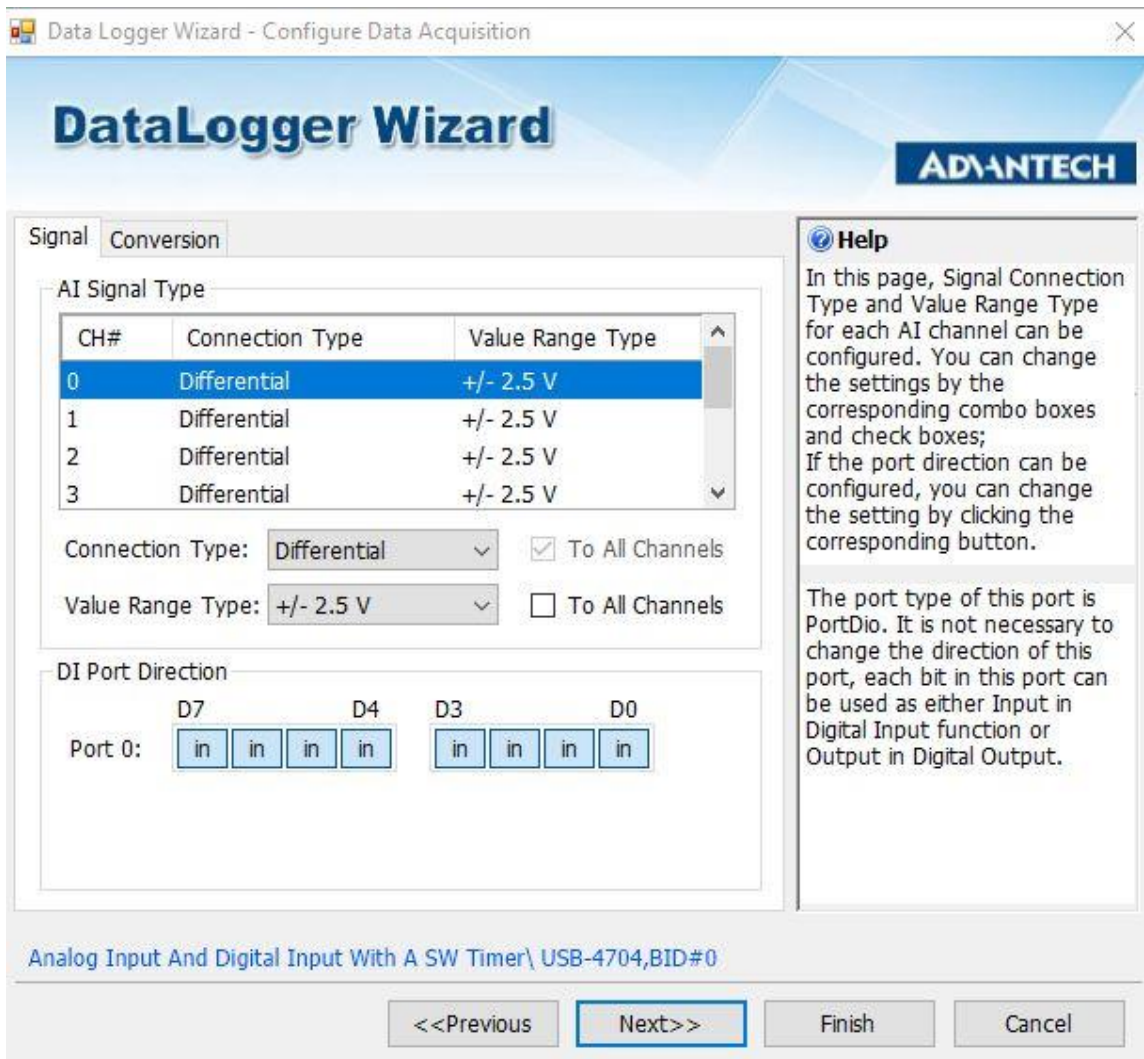 Data Logger Wizard - Configure Data Acquisition
DataLogger Wizard
ADVANTECH
Signal Conversion
AI Signal Type
CH# Connection Type Value Range Type
0 Differential +/- 2.5 V
1 Differential +/- 2.5 V
2 Differential +/- 2.5 V
3 Differential +/- 2.5 V
Connection Type: Differential To All Channels
Value Range Type: +/- 2.5 V To All Channels
DI Port Direction
D7 D4 D3 D0
Port 0: in in in in in in in in
Help
In this page, Signal Connection
Type and Value Range Type
for each AI channel can be
configured. You can change
the settings by the
corresponding combo boxes
and check boxes;
If the port direction can be
configured, you can change
the setting by clicking the
corresponding button.
The port type of this port is
PortDio. It is not necessary to
change the direction of this
port, each bit in this port can
be used as either Input in
Digital Input function or
Output in Digital Output.
Analog Input And Digital Input With A SW Timer\ USB-4704,BID#0
<<Previous Next>> Finish Cancel